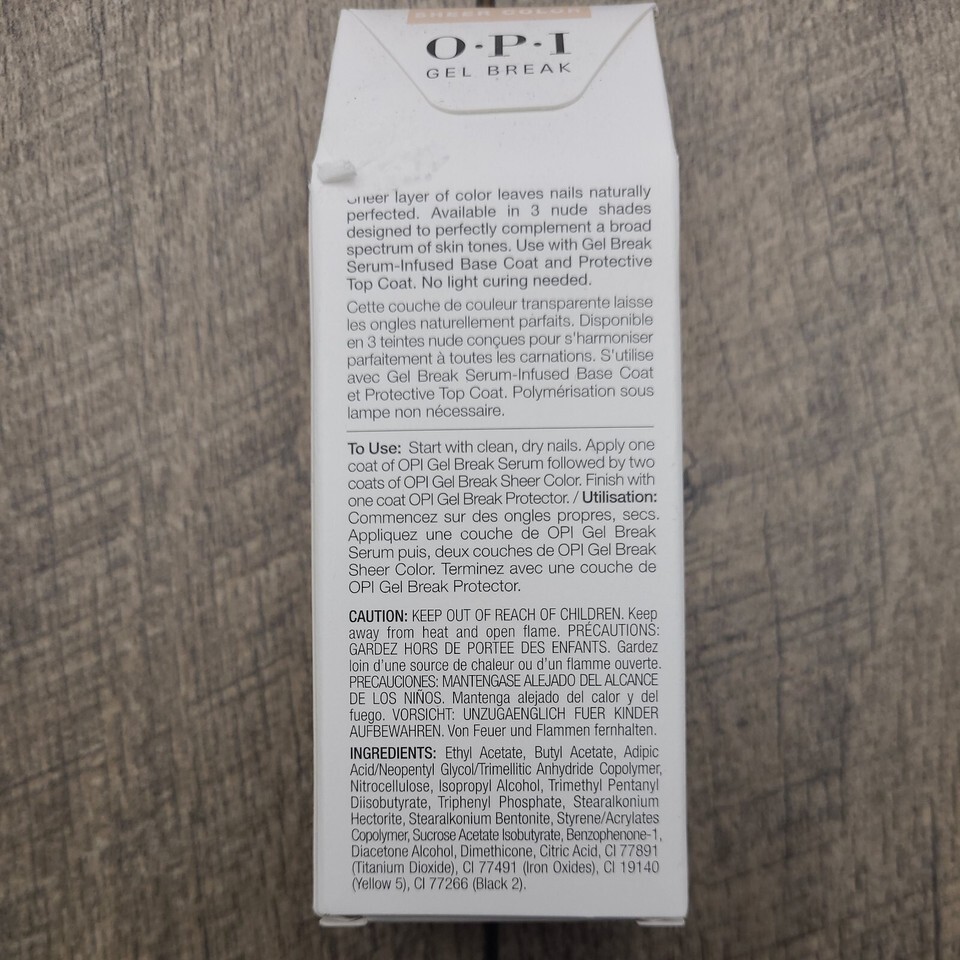 SHEER COLOR
O·P·I
GEL BREAK
Sheer layer of color leaves nails naturally
perfected. Available in 3 nude shades
designed to perfectly complement a broad
spectrum of skin tones. Use with Gel Break
Serum-Infused Base Coat and Protective
Top Coat. No light curing needed.
Cette couche de couleur transparente laisse
les ongles naturellement parfaits. Disponible
en 3 teintes nude conçues pour s'harmoniser
parfaitement à toutes les carnations. S'utilise
avec Gel Break Serum-Infused Base Coat
et Protective Top Coat. Polymérisation sous
lampe non nécessaire.
To Use: Start with clean, dry nails. Apply one
coat of OPI Gel Break Serum followed by two
coats of OPI Gel Break Sheer Color. Finish with
one coat OPI Gel Break Protector. / Utilisation:
Commencez sur des ongles propres, secs.
Appliquez une couche de OPI Gel Break
Serum puis, deux couches de OPI Gel Break
Sheer Color. Terminez avec une couche de
OPI Gel Break Protector.
CAUTION: KEEP OUT OF REACH OF CHILDREN. Keep
away from heat and open flame. PRÉCAUTIONS:
GARDEZ HORS DE PORTEE DES ENFANTS. Gardez
loin d'une source de chaleur ou d'un flamme ouverte.
PRECAUCIONES: MANTENGASE ALEJADO DEL ALCANCE
DE LOS NIÑOS. Mantenga alejado del calor y del
fuego. VORSICHT: UNZUGAENGLICH FUER KINDER
AUFBEWAHREN. Von Feuer und Flammen fernhalten.
INGREDIENTS: Ethyl Acetate, Butyl Acetate, Adipic
Acid/Neopentyl Glycol/Trimellitic Anhydride Copolymer,
Nitrocellulose, Isopropyl Alcohol, Trimethyl Pentanyl
Diisobutyrate, Triphenyl Phosphate, Stearalkonium
Hectorite, Stearalkonium Bentonite, Styrene/Acrylates
Copolymer, Sucrose Acetate Isobutyrate, Benzophenone-1,
Diacetone Alcohol, Dimethicone, Citric Acid, CI 77891
(Titanium Dioxide), CI 77491 (Iron Oxides), CI 19140
(Yellow 5), CI 77266 (Black 2).